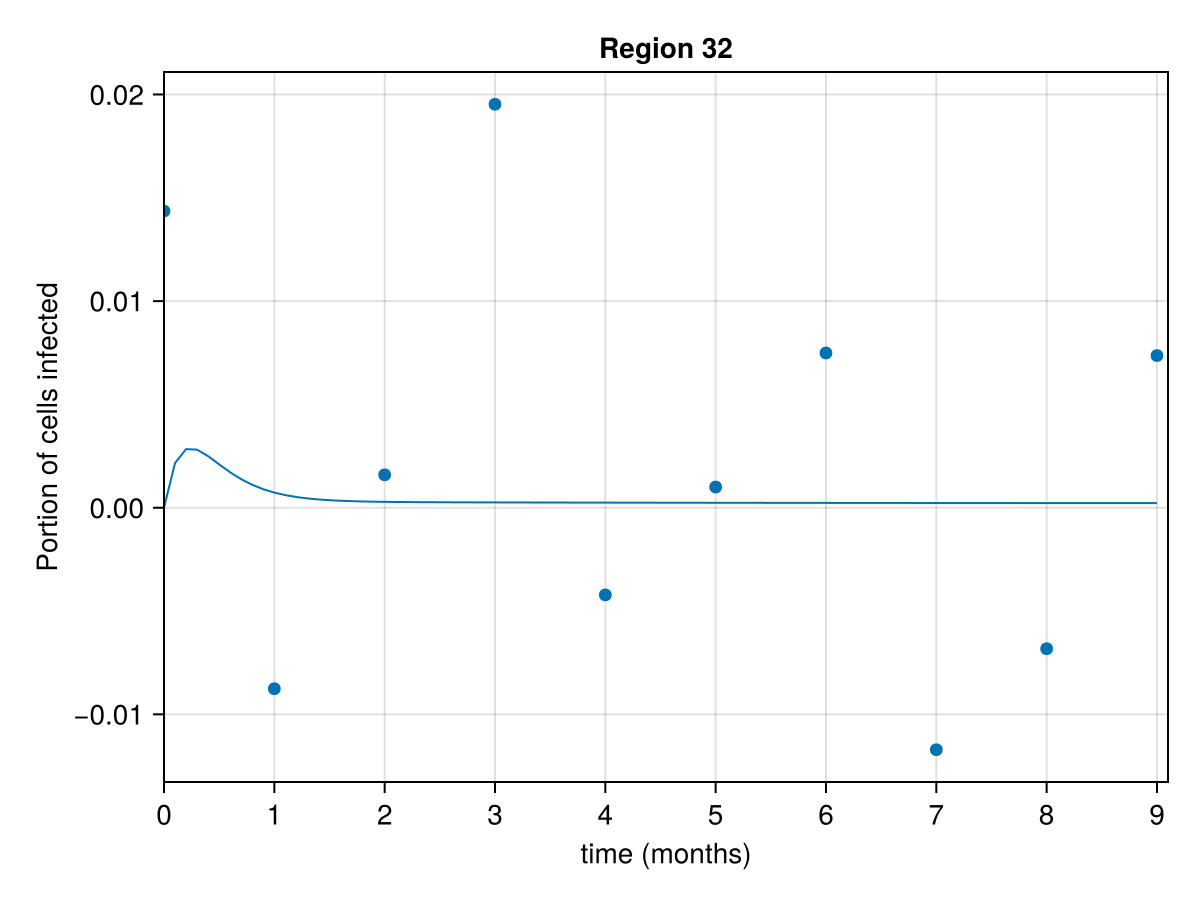 Region 32
Portion of cells infected
0.02
0.01
0.00
−0.01
0 1 2 3 4 5 6 7 8 9
time (months)